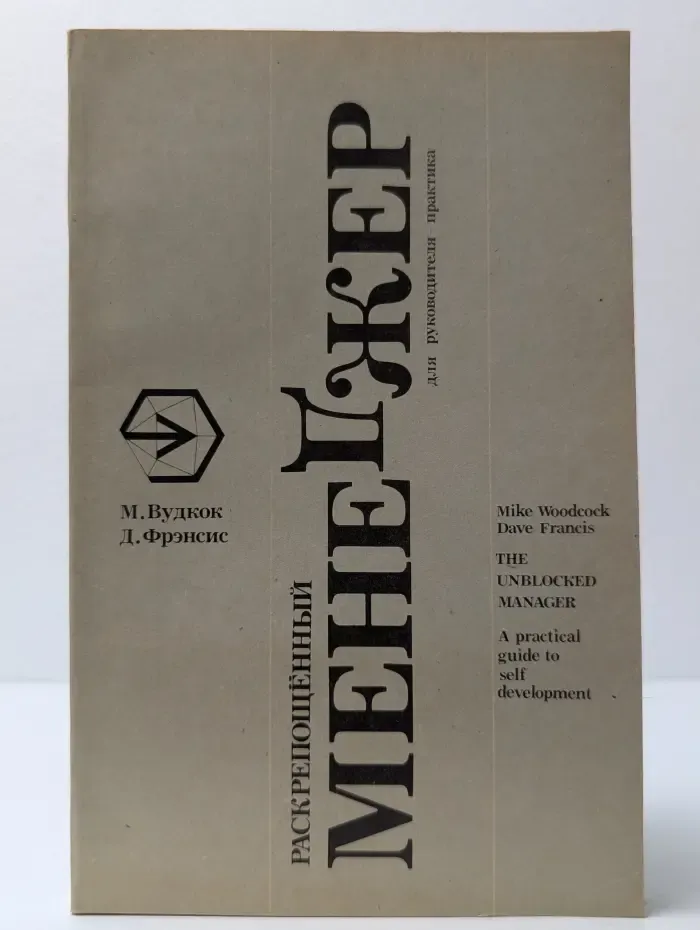 М. Вудкок
Д. Фрэнсис
РАСКРЕПОЩЁННЫЙ
МЕНЕДЖЕР
для руководителя практика
Mike Woodcock
Dave Francis
THE
UNBLOCKED
MANAGER
A practical
guide to
self
development